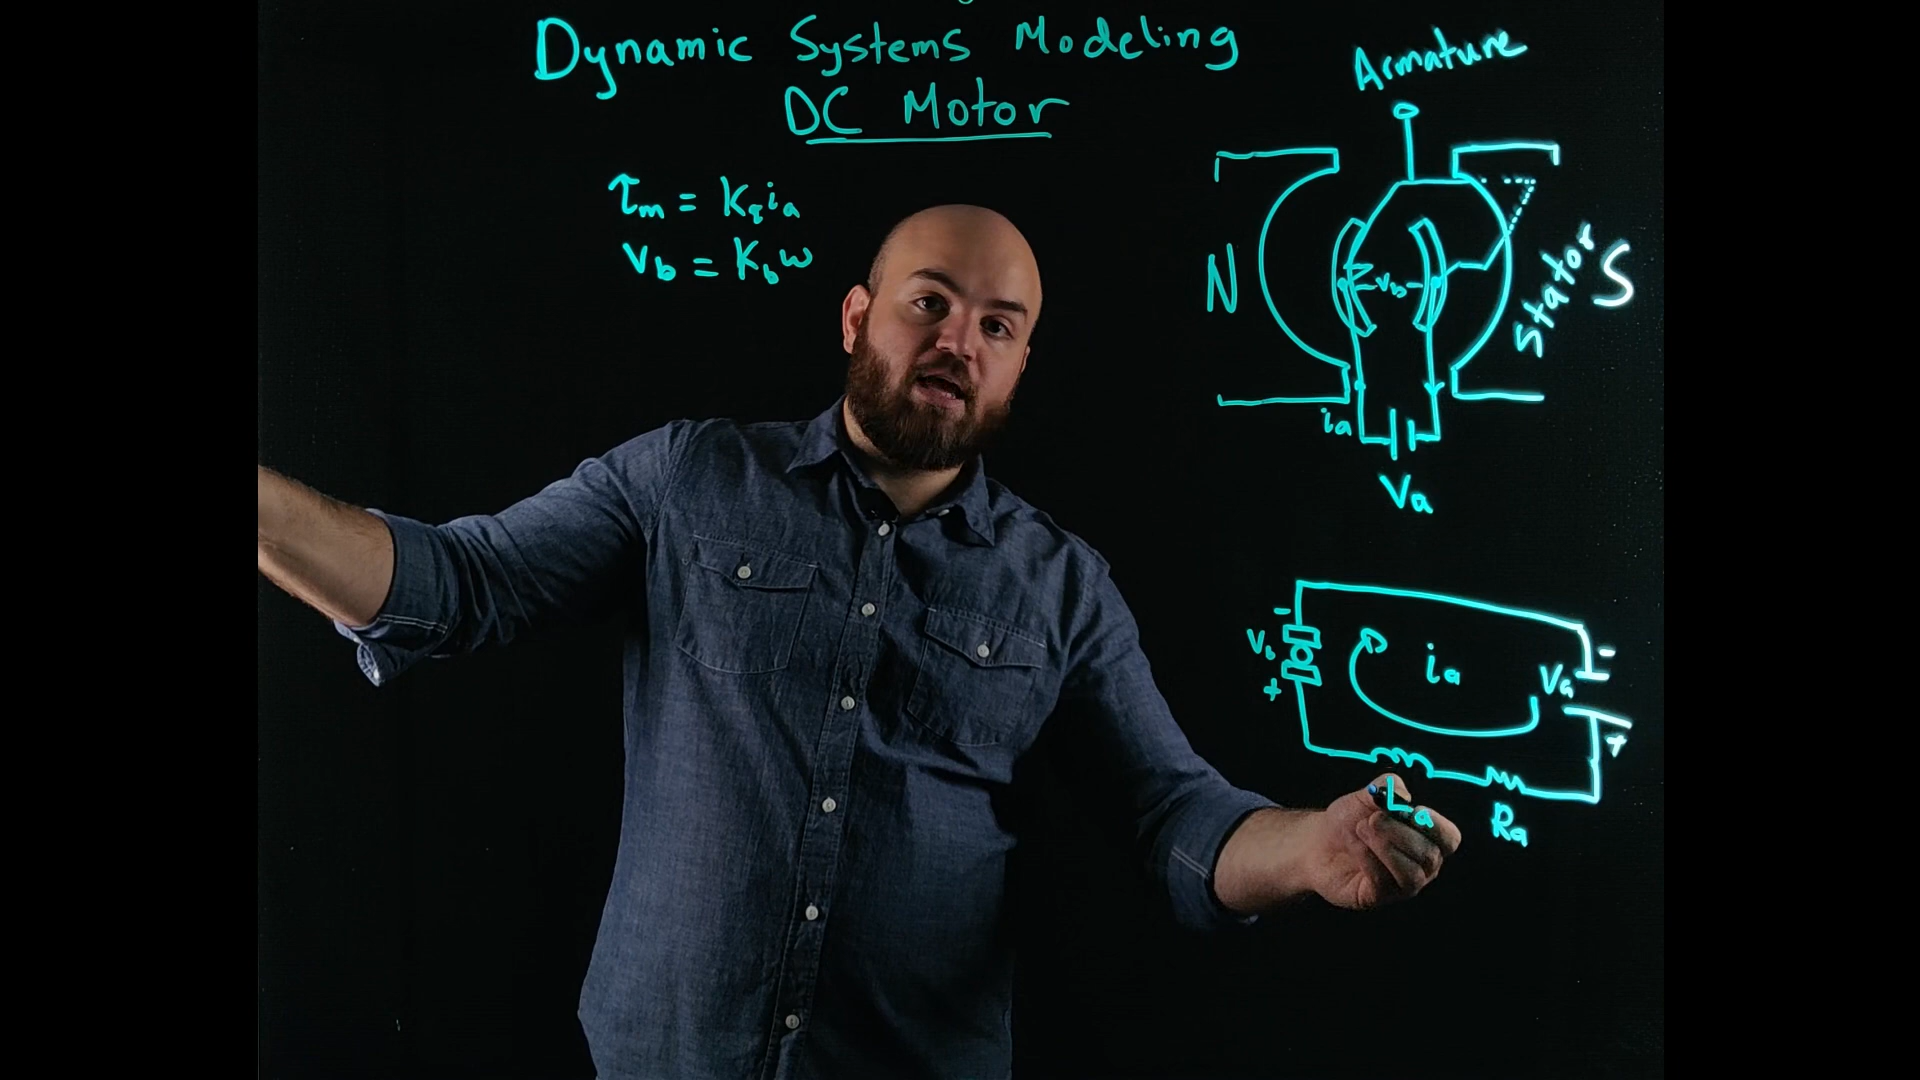 Dynamic Systems Modeling
DC Motor
τm = Kτia
Vb = Kbω
Armature
N
Vb
Stator
S
ia
Va
-
Vb
+
ia
Va
-
+
La
Ra